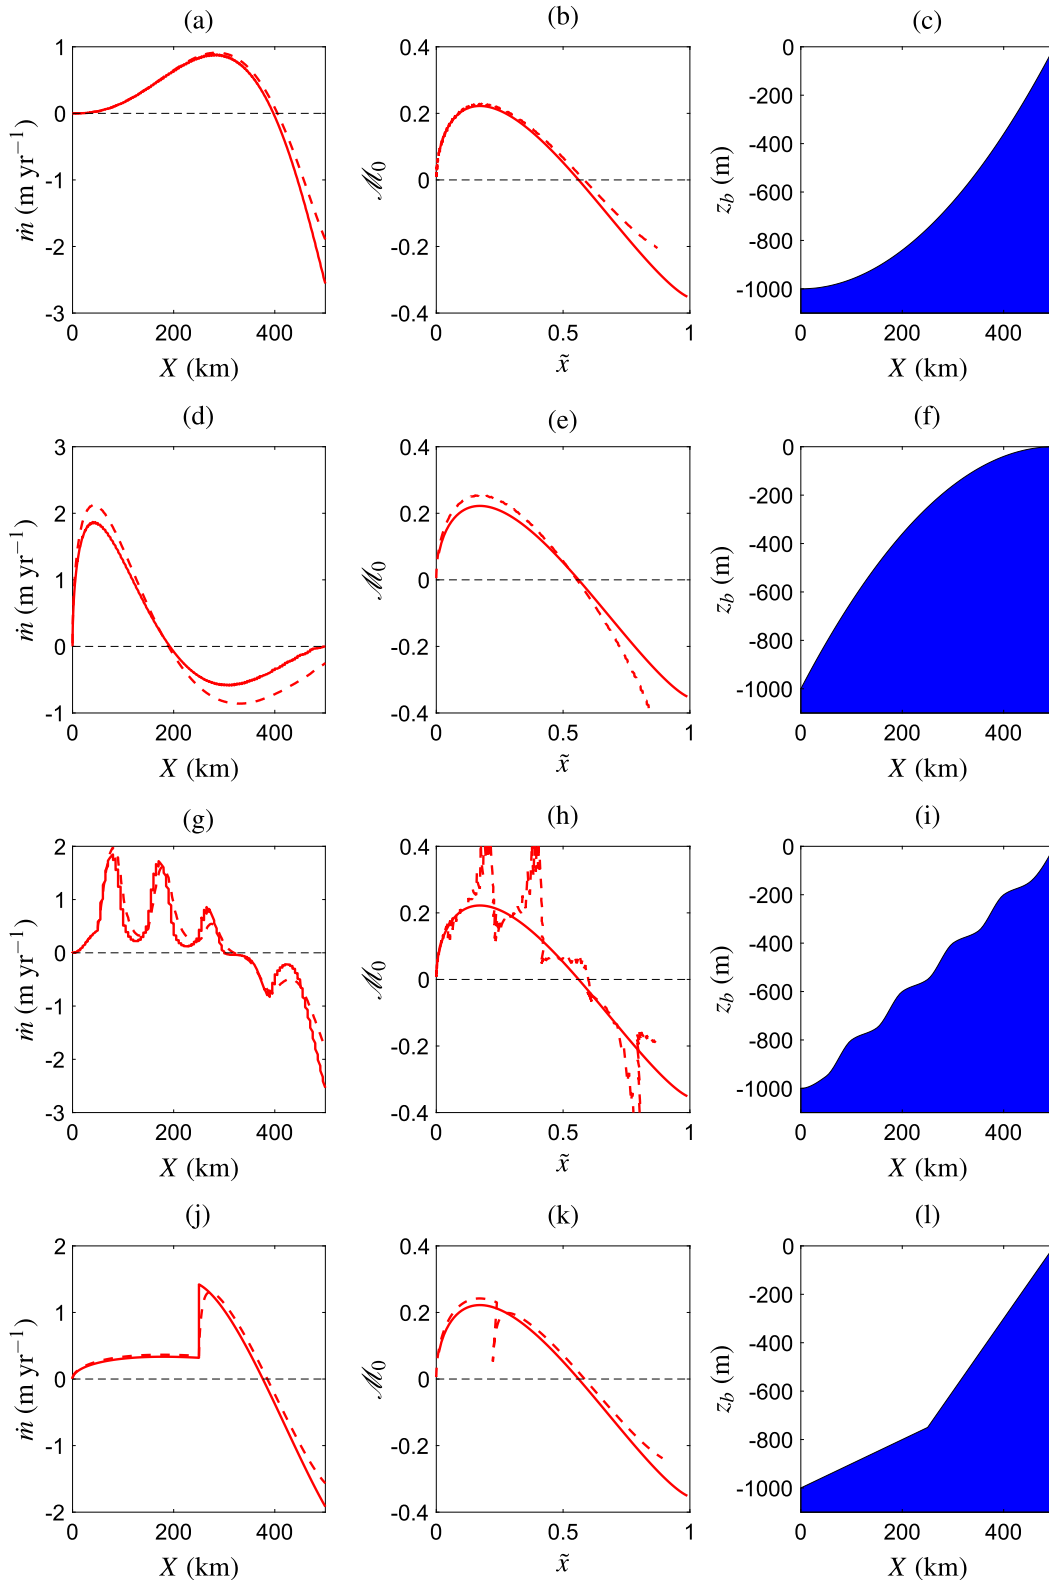 (a) (b) (c)
1 0.4 0
0 0.2 -200
-1 0 -400
-2 -0.2 -600
-3 -0.4 -800
-1000
ṁ (m yr⁻¹) ℳ₀ z_b (m)
0 200 400 0 0.5 1 0 200 400
X (km) x̃ X (km)
(d) (e) (f)
3 0.4 0
2 0.2 -200
1 0 -400
0 -0.2 -600
-1 -0.4 -800
-1000
ṁ (m yr⁻¹) ℳ₀ z_b (m)
0 200 400 0 0.5 1 0 200 400
X (km) x̃ X (km)
(g) (h) (i)
2 0.4 0
1 0.2 -200
0 0 -400
-1 -0.2 -600
-2 -0.4 -800
-3 -1000
ṁ (m yr⁻¹) ℳ₀ z_b (m)
0 200 400 0 0.5 1 0 200 400
X (km) x̃ X (km)
(j) (k) (l)
2 0.4 0
1 0.2 -200
0 0 -400
-1 -0.2 -600
-2 -0.4 -800
-1000
ṁ (m yr⁻¹) ℳ₀ z_b (m)
0 200 400 0 0.5 1 0 200 400
X (km) x̃ X (km)